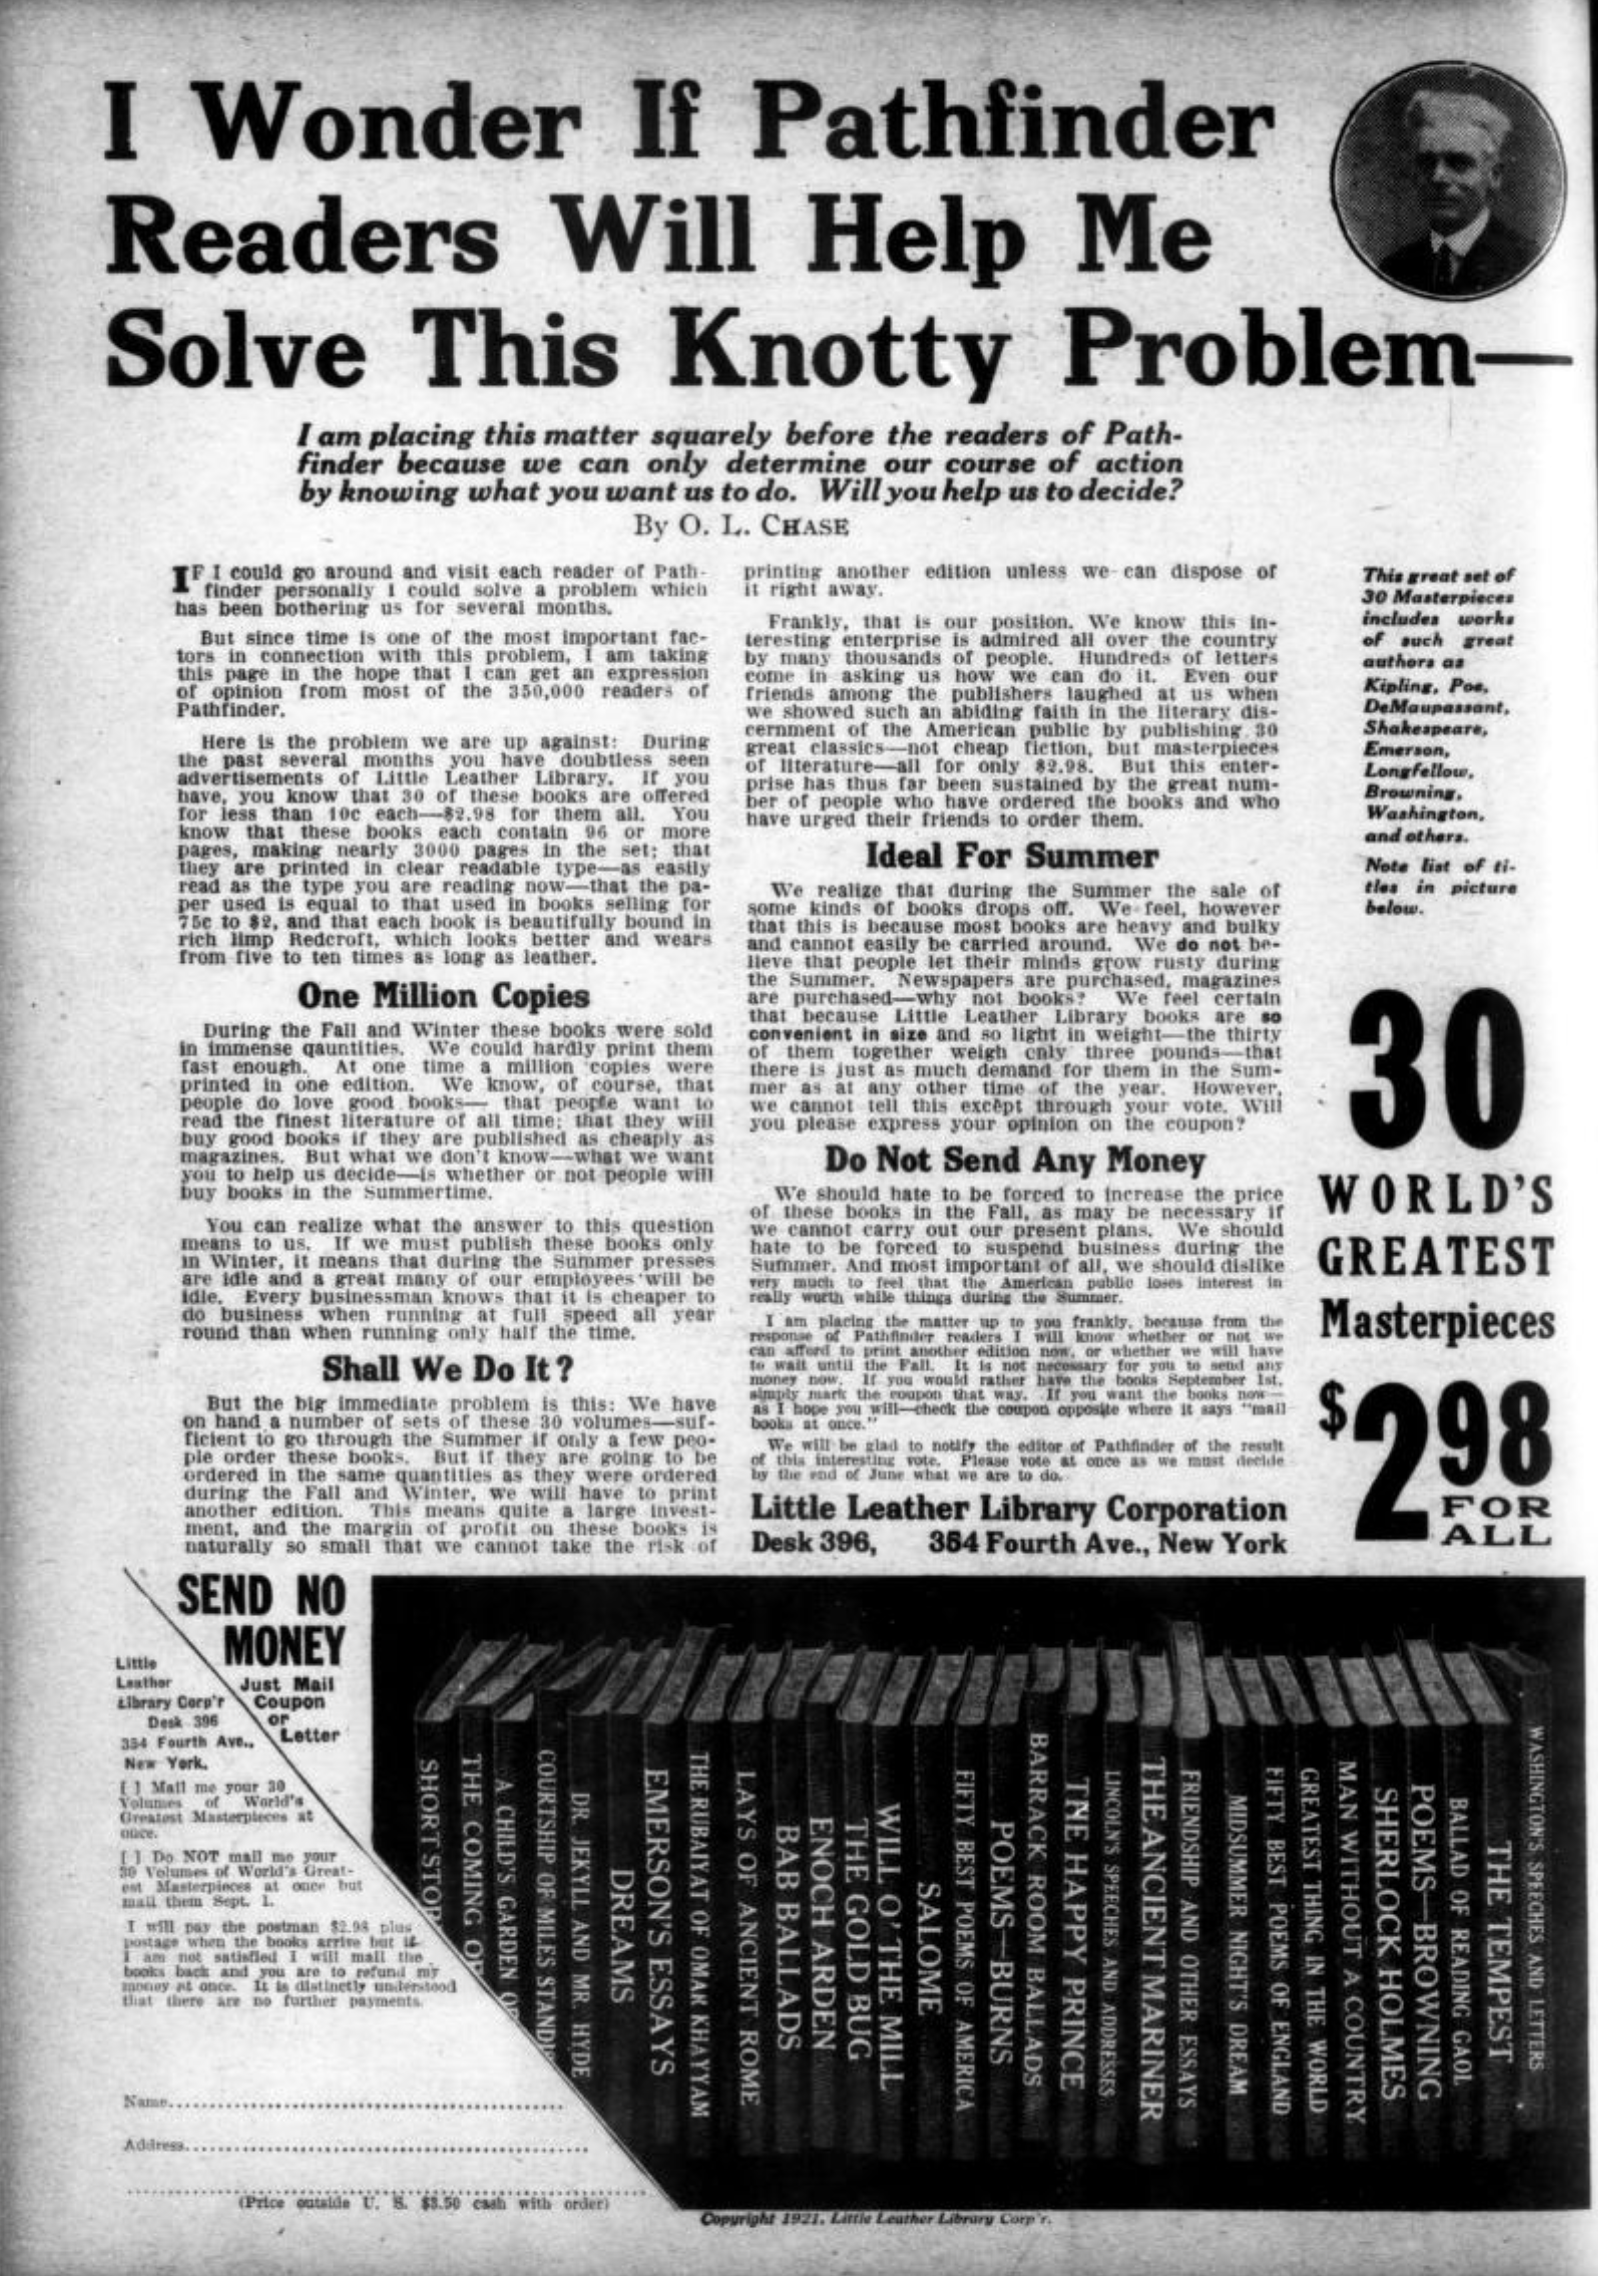 I Wonder If Pathfinder
Readers Will Help Me
Solve This Knotty Problem—
I am placing this matter squarely before the readers of Path-
finder because we can only determine our course of action
by knowing what you want us to do. Will you help us to decide?
By O. L. CHASE
IF I could go around and visit each reader of Path-
finder personally I could solve a problem which
has been bothering us for several months.
But since time is one of the most important fac-
tors in connection with this problem, I am taking
this page in the hope that I can get an expression
of opinion from most of the 350,000 readers of
Pathfinder.
Here is the problem we are up against: During
the past several months you have doubtless seen
advertisements of Little Leather Library. If you
have, you know that 30 of these books are offered
for less than 10c each—$2.98 for them all. You
know that these books each contain 96 or more
pages, making nearly 3000 pages in the set; that
they are printed in clear readable type—as easily
read as the type you are reading now—that the pa-
per used is equal to that used in books selling for
75c to $2, and that each book is beautifully bound in
rich limp Redcroft, which looks better and wears
from five to ten times as long as leather.
One Million Copies
During the Fall and Winter these books were sold
in immense qauntities. We could hardly print them
fast enough. At one time a million copies were
printed in one edition. We know, of course, that
people do love good books— that people want to
read the finest literature of all time; that they will
buy good books if they are published as cheaply as
magazines. But what we don't know—what we want
you to help us decide—is whether or not people will
buy books in the Summertime.
You can realize what the answer to this question
means to us. If we must publish these books only
in Winter, it means that during the Summer presses
are idle and a great many of our employees will be
idle. Every businessman knows that it is cheaper to
do business when running at full speed all year
round than when running only half the time.
Shall We Do It?
But the big immediate problem is this: We have
on hand a number of sets of these 30 volumes—suf-
ficient to go through the Summer if only a few peo-
ple order these books. But if they are going to be
ordered in the same quantities as they were ordered
during the Fall and Winter, we will have to print
another edition. This means quite a large invest-
ment, and the margin of profit on these books is
naturally so small that we cannot take the risk of
printing another edition unless we can dispose of
it right away.
Frankly, that is our position. We know this in-
teresting enterprise is admired all over the country
by many thousands of people. Hundreds of letters
come in asking us how we can do it. Even our
friends among the publishers laughed at us when
we showed such an abiding faith in the literary dis-
cernment of the American public by publishing 30
great classics—not cheap fiction, but masterpieces
of literature—all for only $2.98. But this enter-
prise has thus far been sustained by the great num-
ber of people who have ordered the books and who
have urged their friends to order them.
Ideal For Summer
We realize that during the Summer the sale of
some kinds of books drops off. We feel, however
that this is because most books are heavy and bulky
and cannot easily be carried around. We do not be-
lieve that people let their minds grow rusty during
the Summer. Newspapers are purchased, magazines
are purchased—why not books? We feel certain
that because Little Leather Library books are so
convenient in size and so light in weight—the thirty
of them together weigh only three pounds—that
there is just as much demand for them in the Sum-
mer as at any other time of the year. However,
we cannot tell this except through your vote. Will
you please express your opinion on the coupon?
Do Not Send Any Money
We should hate to be forced to increase the price
of these books in the Fall, as may be necessary if
we cannot carry out our present plans. We should
hate to be forced to suspend business during the
Summer. And most important of all, we should dislike
very much to feel that the American public loses interest in
really worth while things during the Summer.
I am placing the matter up to you frankly, because from the
response of Pathfinder readers I will know whether or not we
can afford to print another edition now, or whether we will have
to wait until the Fall. It is not necessary for you to send any
money now. If you would rather have the books September 1st,
simply mark the coupon that way. If you want the books now—
as I hope you will—check the coupon opposite where it says "mail
books at once."
We will be glad to notify the editor of Pathfinder of the result
of this interesting vote. Please vote at once as we must decide
by the end of June what we are to do.
Little Leather Library Corporation
Desk 396, 354 Fourth Ave., New York
This great set of
30 Masterpieces
includes works
of such great
authors as
Kipling, Poe,
DeMaupassant,
Shakespeare,
Emerson,
Longfellow,
Browning,
Washington,
and others.
Note list of ti-
tles in picture
below.
30
WORLD'S
GREATEST
Masterpieces
$2.98
FOR
ALL
SEND NO
MONEY
Just Mail
Coupon
or
Letter
Little
Leather
Library Corp'r
Desk 396
354 Fourth Ave.,
New York.
[ ] Mail me your 30
Volumes of World's
Greatest Masterpieces at
once.
[ ] Do NOT mail me your
30 Volumes of World's Great-
est Masterpieces at once but
mail them Sept. 1.
I will pay the postman $2.98 plus
postage when the books arrive but if
I am not satisfied I will mail the
books back and you are to refund my
money at once. It is distinctly understood
that there are no further payments.
Name
Address
(Price outside U. S. $3.50 cash with order)
SHORT STOR
THE COMING OF
A CHILD'S GARDEN OF
COURTSHIP OF MILES STANDI
DR. JEKYLL AND MR. HYDE
DREAMS
EMERSON'S ESSAYS
THE RUBAIYAT OF OMAR KHAYYAM
LAYS OF ANCIENT ROME
BAB BALLADS
ENOCH ARDEN
THE GOLD BUG
WILL O' THE MILL
SALOME
FIFTY BEST POEMS OF AMERICA
POEMS—BURNS
BARRACK ROOM BALLADS
THE HAPPY PRINCE
LINCOLN'S SPEECHES AND ADDRESSES
THE ANCIENT MARINER
FRIENDSHIP AND OTHER ESSAYS
MIDSUMMER NIGHT'S DREAM
FIFTY BEST POEMS OF ENGLAND
GREATEST THING IN THE WORLD
MAN WITHOUT A COUNTRY
SHERLOCK HOLMES
POEMS—BROWNING
BALLAD OF READING GAOL
THE TEMPEST
WASHINGTON'S SPEECHES AND LETTERS
Copyright 1921, Little Leather Library Corp'r.